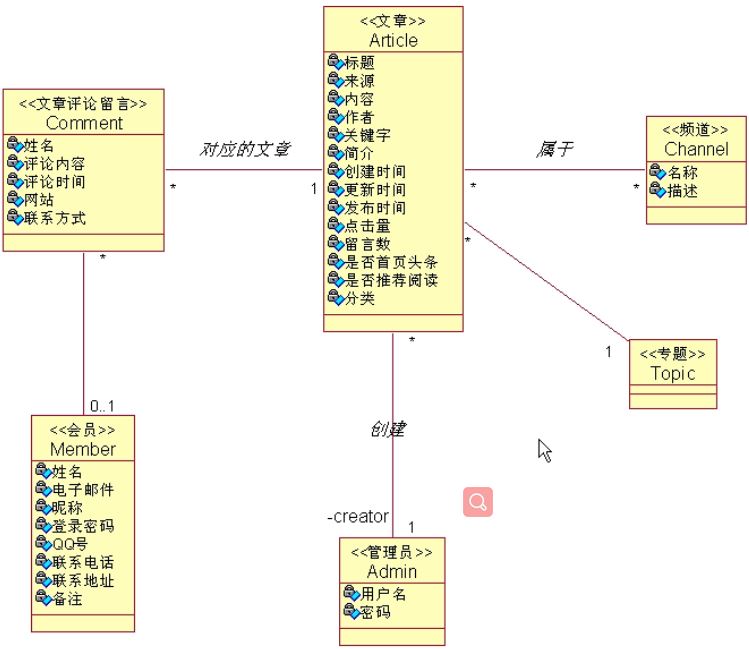 <<文章>>
Article
标题
来源
内容
作者
关键字
简介
创建时间
更新时间
发布时间
点击量
留言数
是否首页头条
是否推荐阅读
分类
<<文章评论留言>>
Comment
姓名
评论内容
评论时间
网站
联系方式
对应的文章
*
1
属于
*
*
<<频道>>
Channel
名称
描述
*
1
<<专题>>
Topic
*
0..1
<<会员>>
Member
姓名
电子邮件
昵称
登录密码
QQ号
联系电话
联系地址
备注
*
创建
-creator
1
<<管理员>>
Admin
用户名
密码